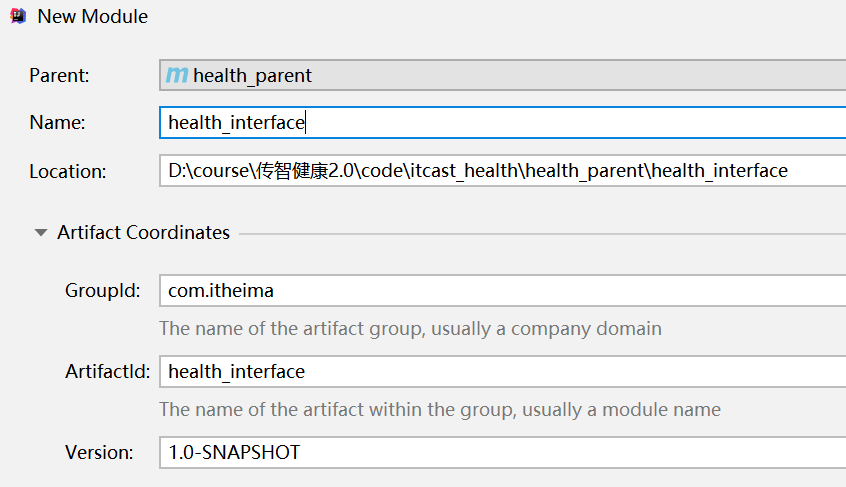 New Module
Parent: health_parent
Name: health_interface
Location: D:\course\传智健康2.0\code\itcast_health\health_parent\health_interface
Artifact Coordinates
GroupId: com.itheima
The name of the artifact group, usually a company domain
ArtifactId: health_interface
The name of the artifact within the group, usually a module name
Version: 1.0-SNAPSHOT